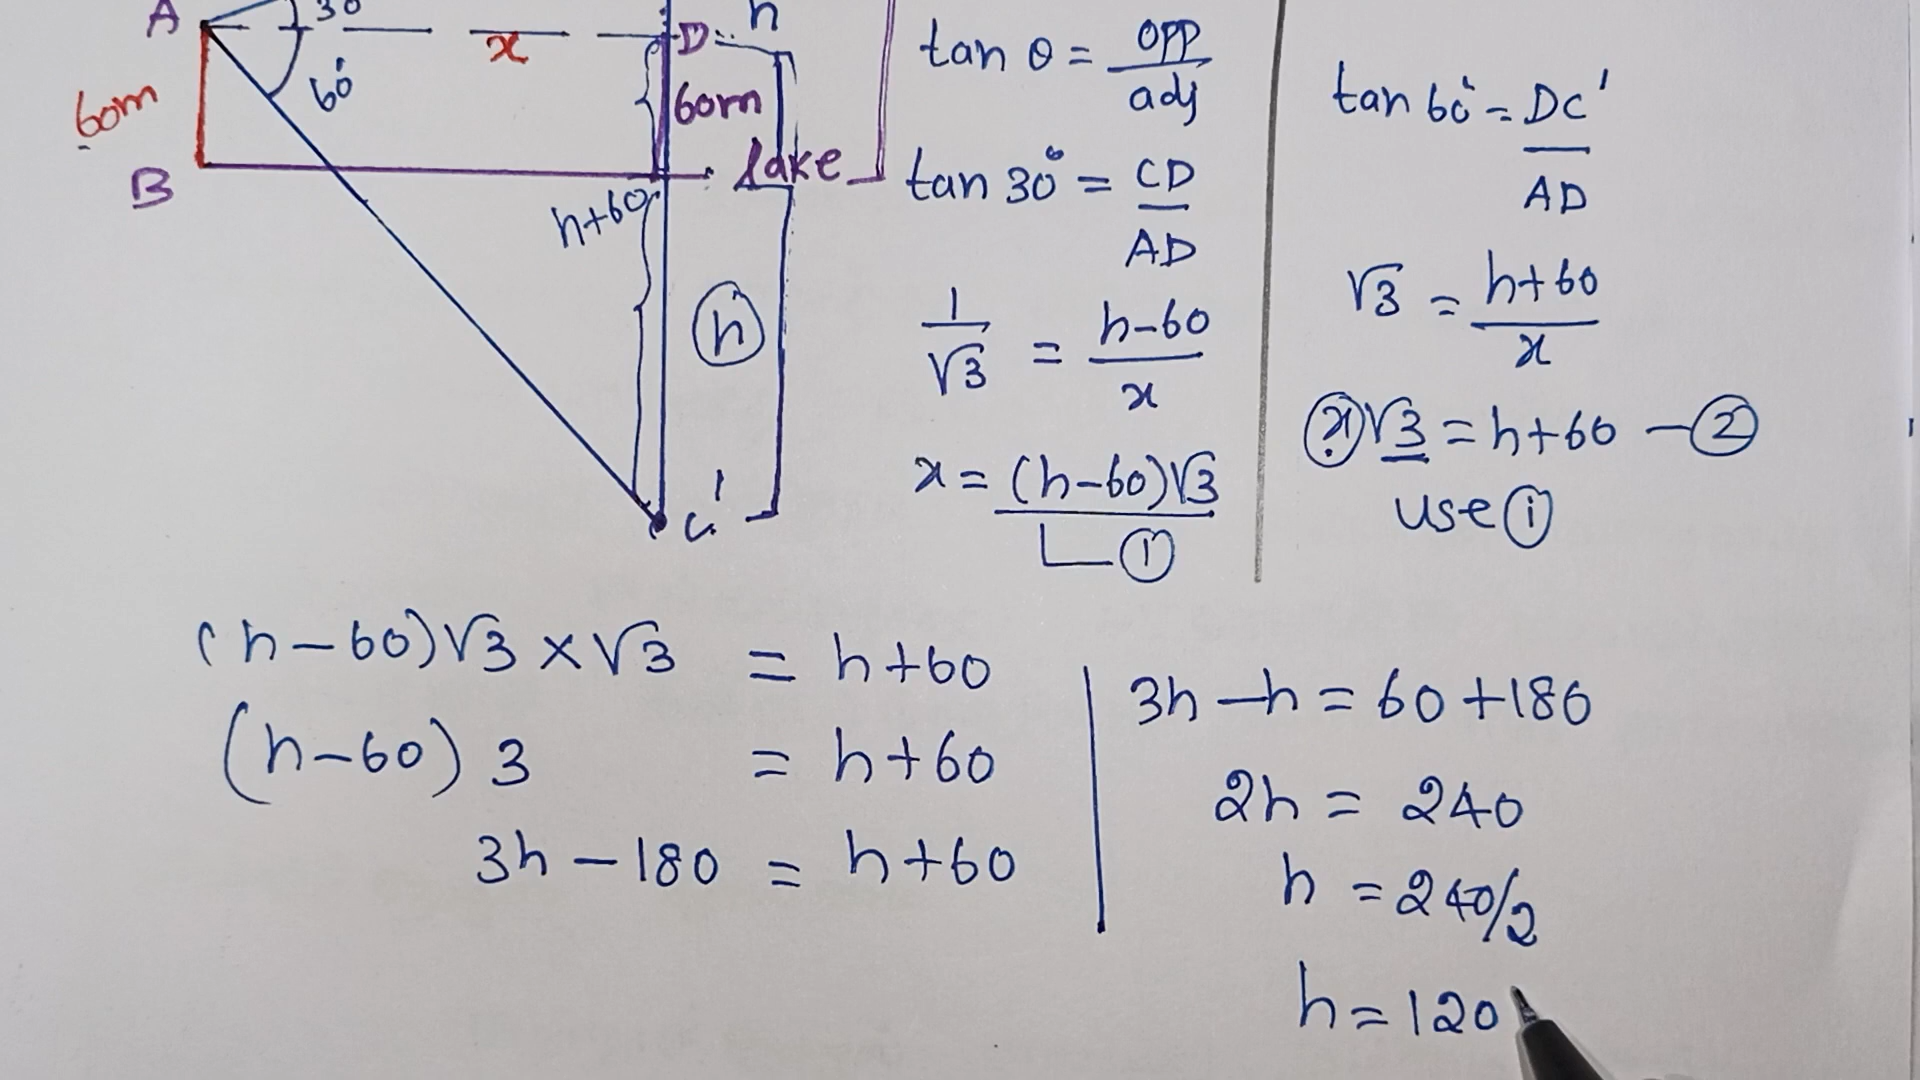 A 30
x
D h
60°
60m
60m
B
lake
h+60
h
C'
tan θ = opp/adj
tan 30° = CD/AD
1/√3 = h-60/x
x = (h-60)√3
①
tan 60° = DC'/AD
√3 = h+60/x
x√3 = h+60 — ②
use ①
(h-60)√3 × √3 = h+60
(h-60) 3 = h+60
3h - 180 = h+60
3h - h = 60 + 180
2h = 240
h = 240/2
h = 120